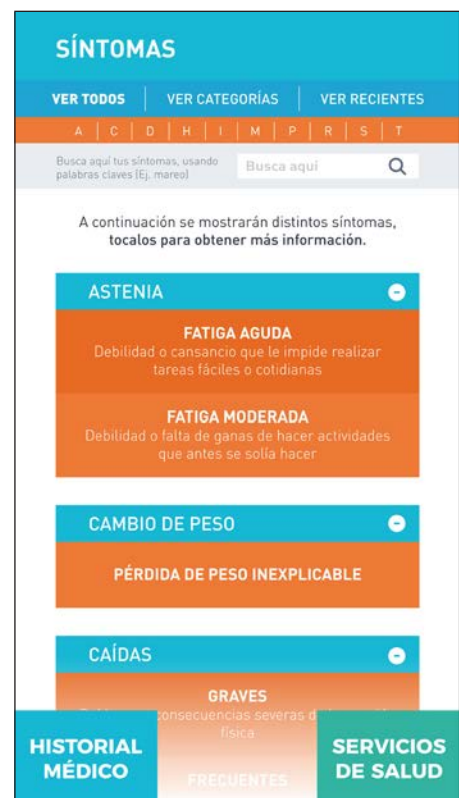 SÍNTOMAS
VER TODOS | VER CATEGORÍAS | VER RECIENTES
A | C | D | H | I | M | P | R | S | T
Busca aquí tus síntomas, usando
palabras claves (Ej. mareo)
Busca aquí
A continuación se mostrarán distintos síntomas,
tocalos para obtener más información.
ASTENIA
FATIGA AGUDA
Debilidad o cansancio que le impide realizar
tareas fáciles o cotidianas
FATIGA MODERADA
Debilidad o falta de ganas de hacer actividades
que antes se solía hacer
CAMBIO DE PESO
PÉRDIDA DE PESO INEXPLICABLE
CAÍDAS
GRAVES
consecuencias severas
física
FRECUENTES
HISTORIAL
MÉDICO
SERVICIOS
DE SALUD